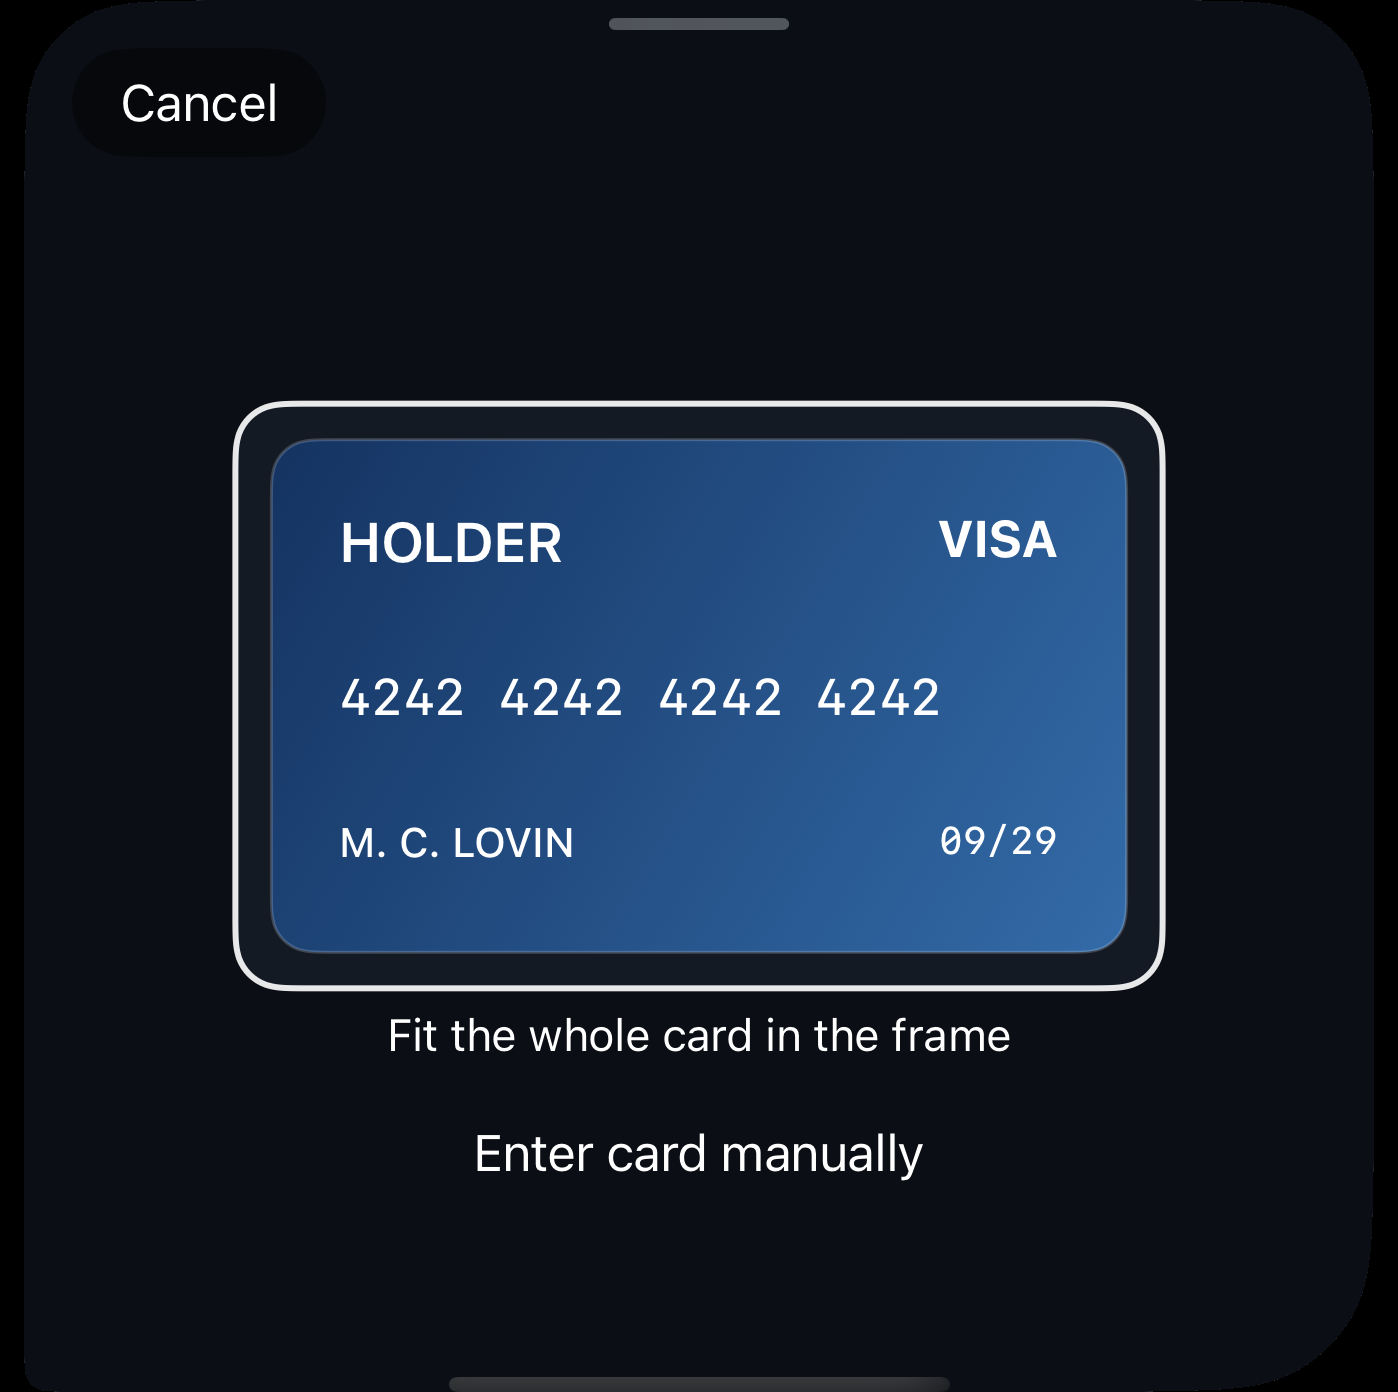 Cancel
HOLDER VISA
4242 4242 4242 4242
M. C. LOVIN 09/29
Fit the whole card in the frame
Enter card manually